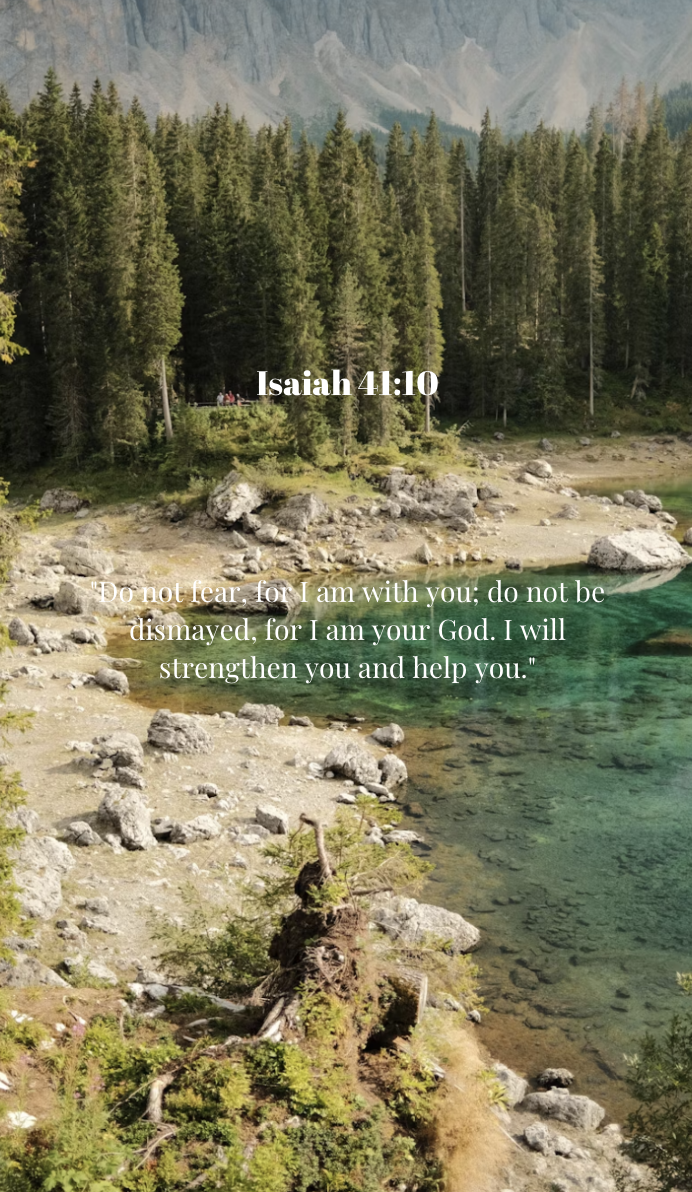 Isaiah 41:10
"Do not fear, for I am with you; do not be
dismayed, for I am your God. I will
strengthen you and help you."